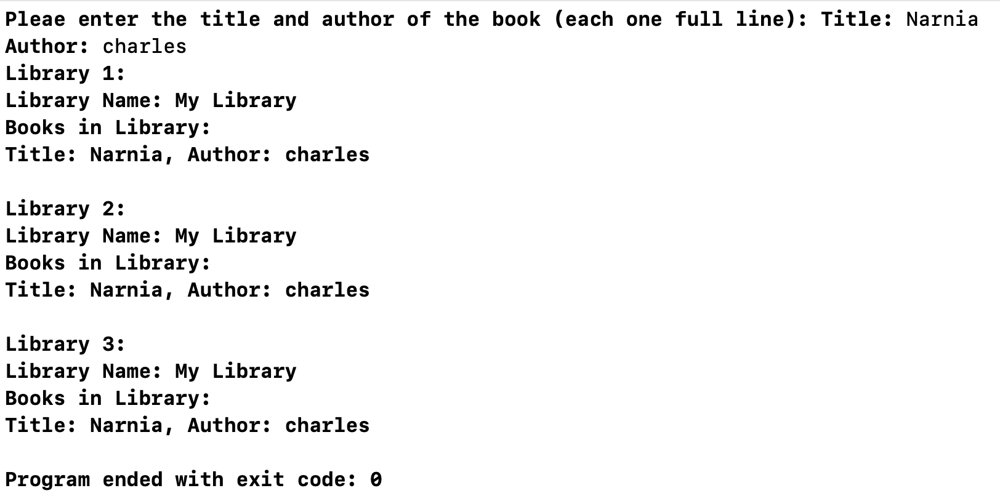 Pleae enter the title and author of the book (each one full line): Title: Narnia
Author: charles
Library 1:
Library Name: My Library
Books in Library:
Title: Narnia, Author: charles
Library 2:
Library Name: My Library
Books in Library:
Title: Narnia, Author: charles
Library 3:
Library Name: My Library
Books in Library:
Title: Narnia, Author: charles
Program ended with exit code: 0